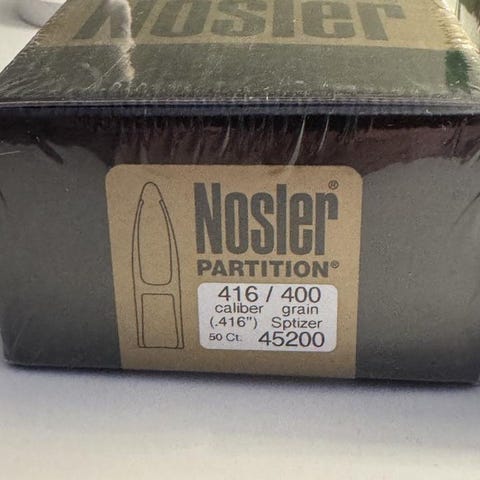 Nosler
Nosler®
PARTITION®
416 / 400
caliber grain
(.416") Sptizer
50 Ct. 45200